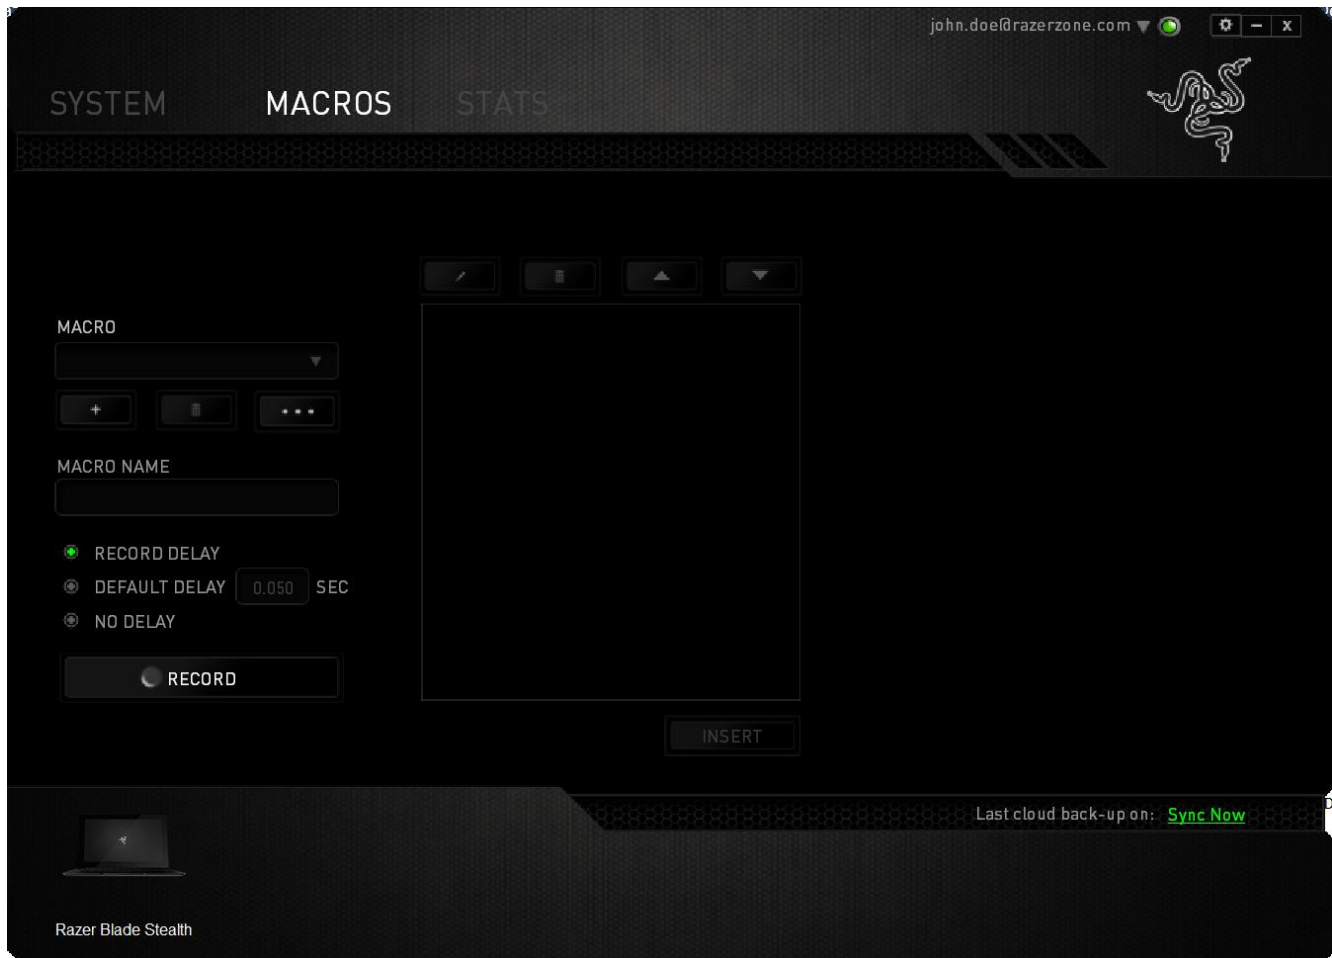 john.doe@razerzone.com
SYSTEM MACROS STATS
MACRO
MACRO NAME
RECORD DELAY
DEFAULT DELAY 0.050 SEC
NO DELAY
RECORD
INSERT
Last cloud back-up on: Sync Now
Razer Blade Stealth